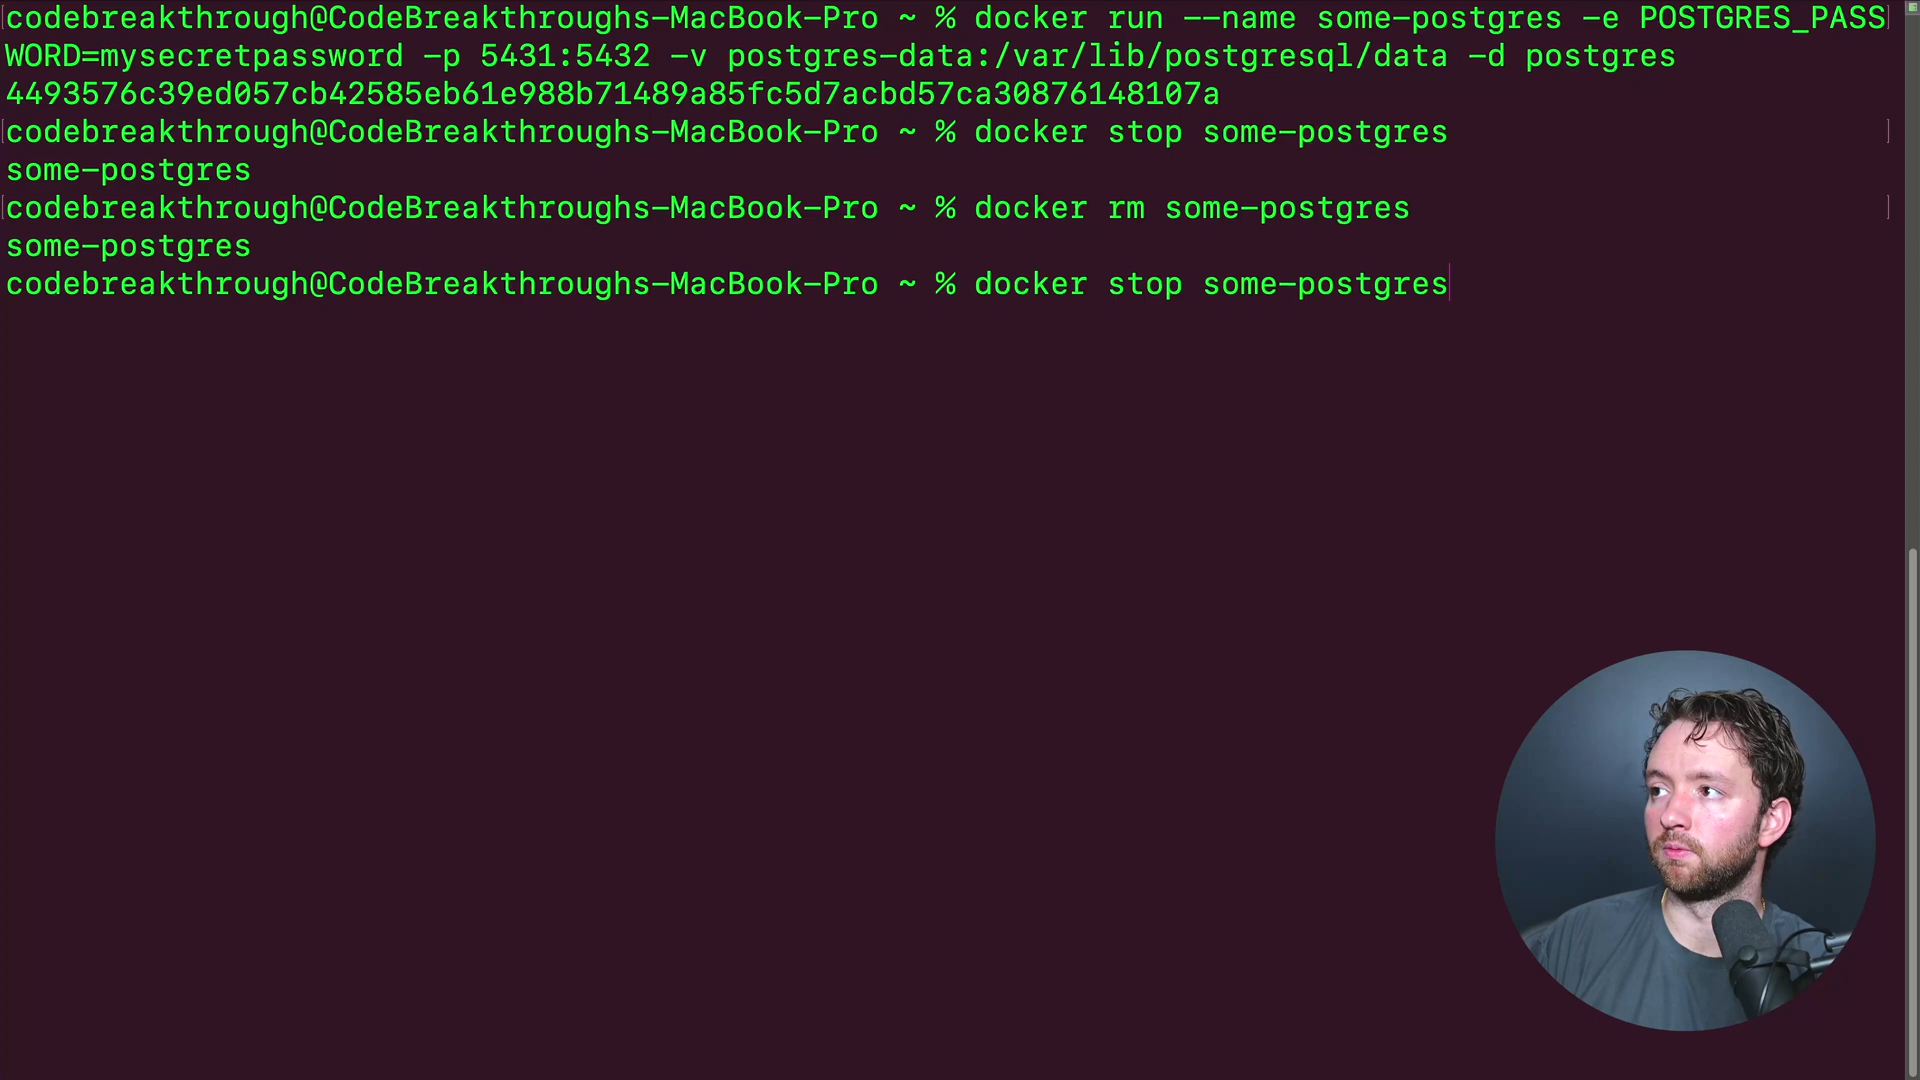 codebreakthrough@CodeBreakthroughs-MacBook-Pro ~ % docker run --name some-postgres -e POSTGRES_PASS
WORD=mysecretpassword -p 5431:5432 -v postgres-data:/var/lib/postgresql/data -d postgres
4493576c39ed057cb42585eb61e988b71489a85fc5d7acbd57ca30876148107a
codebreakthrough@CodeBreakthroughs-MacBook-Pro ~ % docker stop some-postgres
some-postgres
codebreakthrough@CodeBreakthroughs-MacBook-Pro ~ % docker rm some-postgres
some-postgres
codebreakthrough@CodeBreakthroughs-MacBook-Pro ~ % docker stop some-postgres